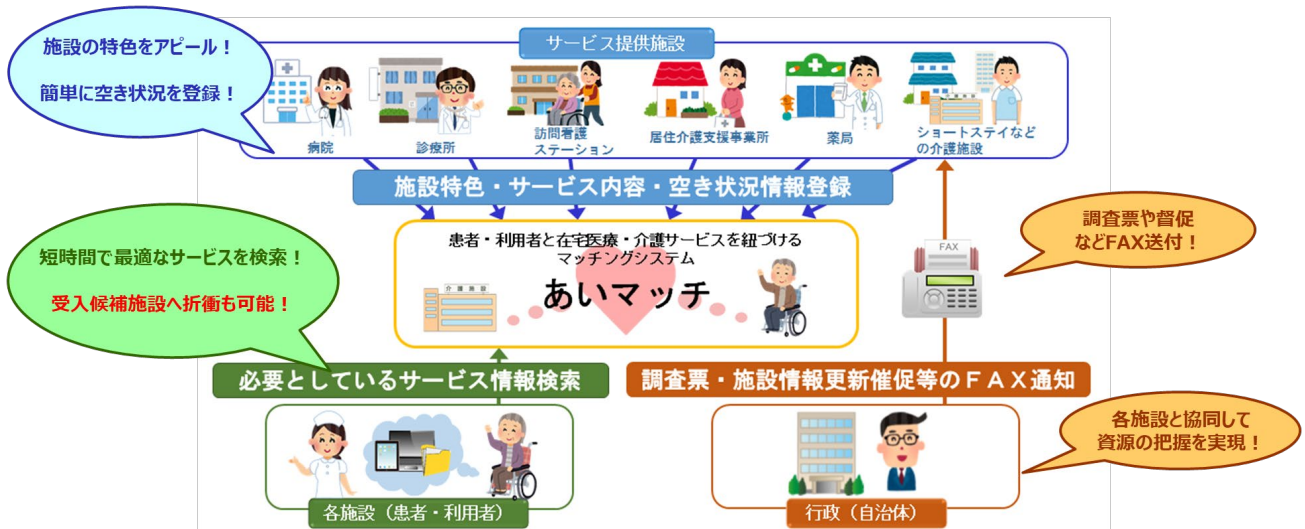 施設の特色をアピール！
簡単に空き状況を登録！
サービス提供施設
病院
診療所
訪問看護
ステーション
居住介護支援事業所
薬局
ショートステイなど
の介護施設
施設特色・サービス内容・空き状況情報登録
患者・利用者と在宅医療・介護サービスを紐づける
マッチングシステム
あいマッチ
介護施設
短時間で最適なサービスを検索！
受入候補施設へ折衝も可能！
調査票や督促
などFAX送付！
FAX
必要としているサービス情報検索
調査票・施設情報更新催促等のＦＡＸ通知
各施設と協同して
資源の把握を実現！
各施設（患者・利用者）
行政（自治体）